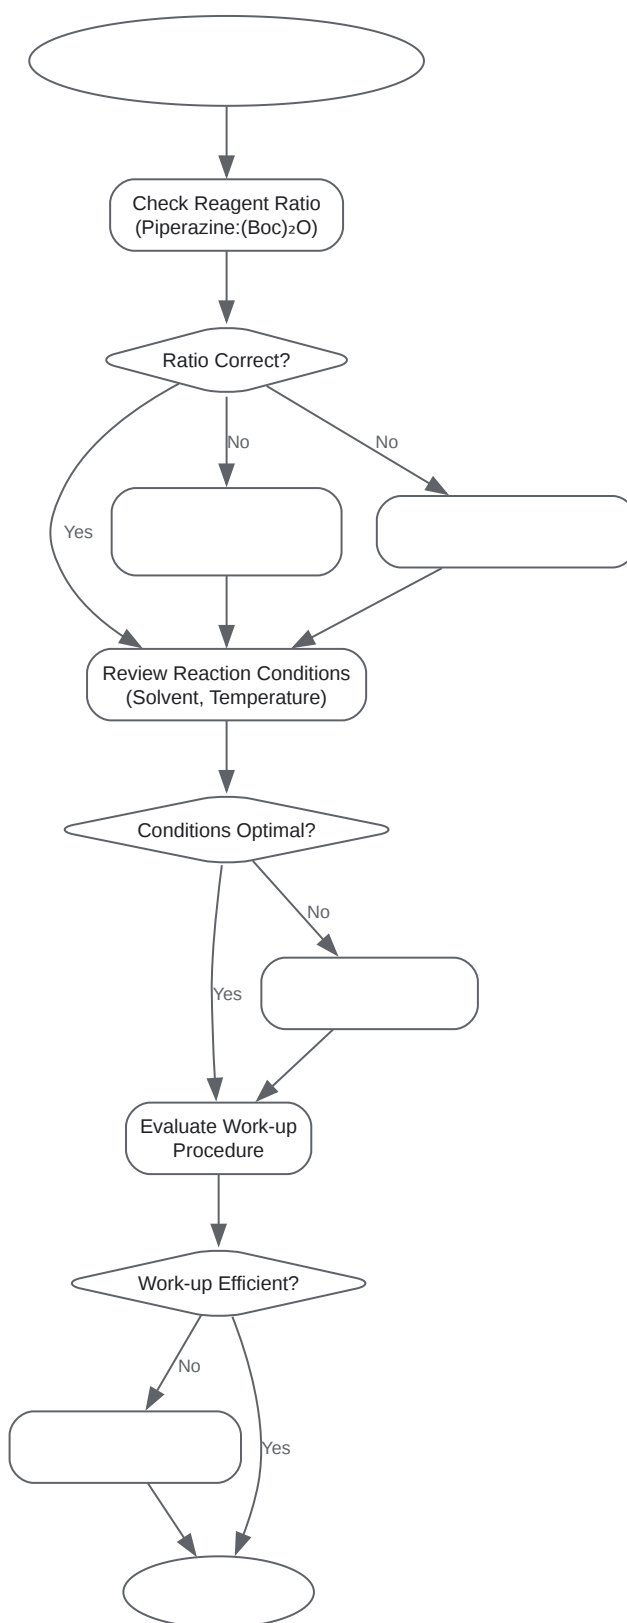 Check Reagent Ratio
(Piperazine:(Boc)₂O)
Ratio Correct?
No
No
Yes
Review Reaction Conditions
(Solvent, Temperature)
Conditions Optimal?
No
Yes
Evaluate Work-up
Procedure
Work-up Efficient?
No
Yes